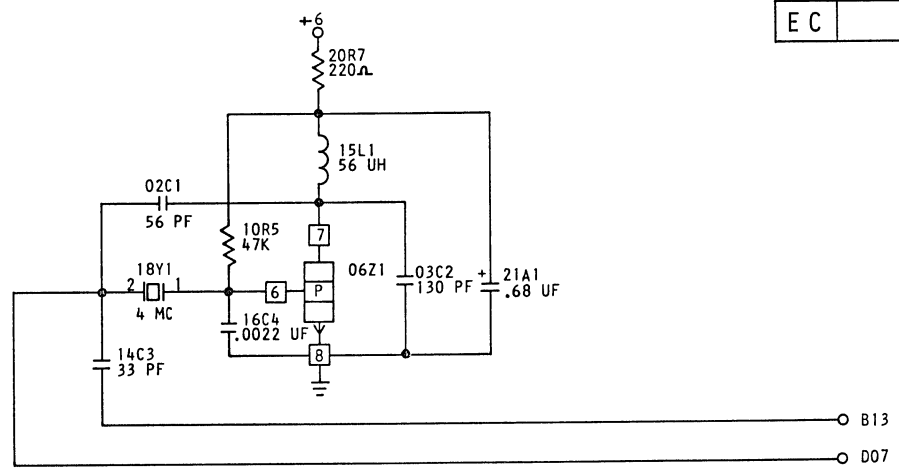 EC
+6
20R7
220Ω
15L1
56 UH
02C1
56 PF
10R5
47K
7
06Z1
03C2
130 PF
+ 21A1
.68 UF
18Y1
2 1
4 MC
6
P
16C4
.0022 UF
8
14C3
33 PF
B13
D07